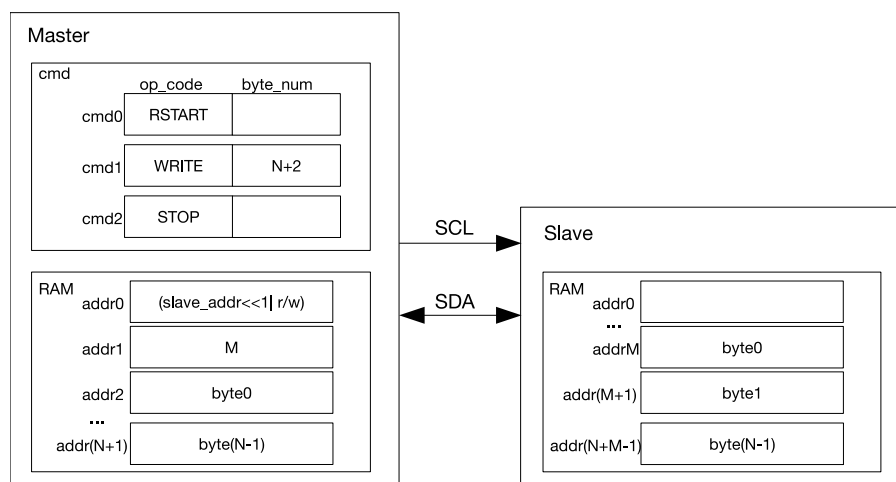 Master
cmd
op_code byte_num
cmd0 RSTART
cmd1 WRITE N+2
cmd2 STOP
RAM
addr0 (slave_addr<<1| r/w)
addr1 M
addr2 byte0
...
addr(N+1) byte(N-1)
SCL
SDA
Slave
RAM
addr0
...
addrM byte0
addr(M+1) byte1
addr(N+M-1) byte(N-1)